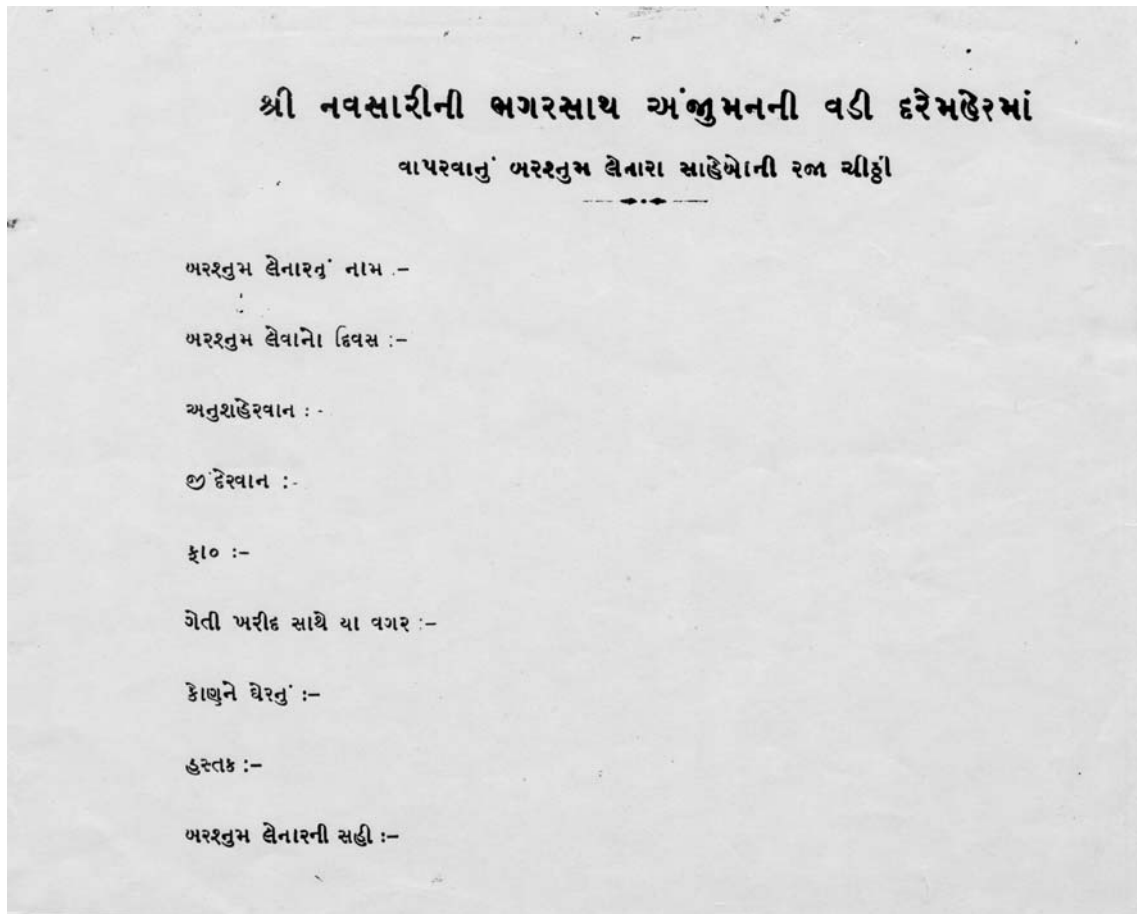 શ્રી નવસારીની ભગરસાથ અંજુમનની વડી દરેમહેરમાં
વાપરવાનું બરશ્નુમ લેનારા સાહેબોની રજા ચીઠ્ઠી
બરશ્નુમ લેનારનું નામ :–
બરશ્નુમ લેવાનો દિવસ :–
અનુશહેરવાન :-
જીંદેરવાન :-
ફા૦ :–
ગેતી ખરીદ સાથે યા વગર :–
કોણને ઘેરનું :–
હસ્તક :–
બરશ્નુમ લેનારની સહી :–